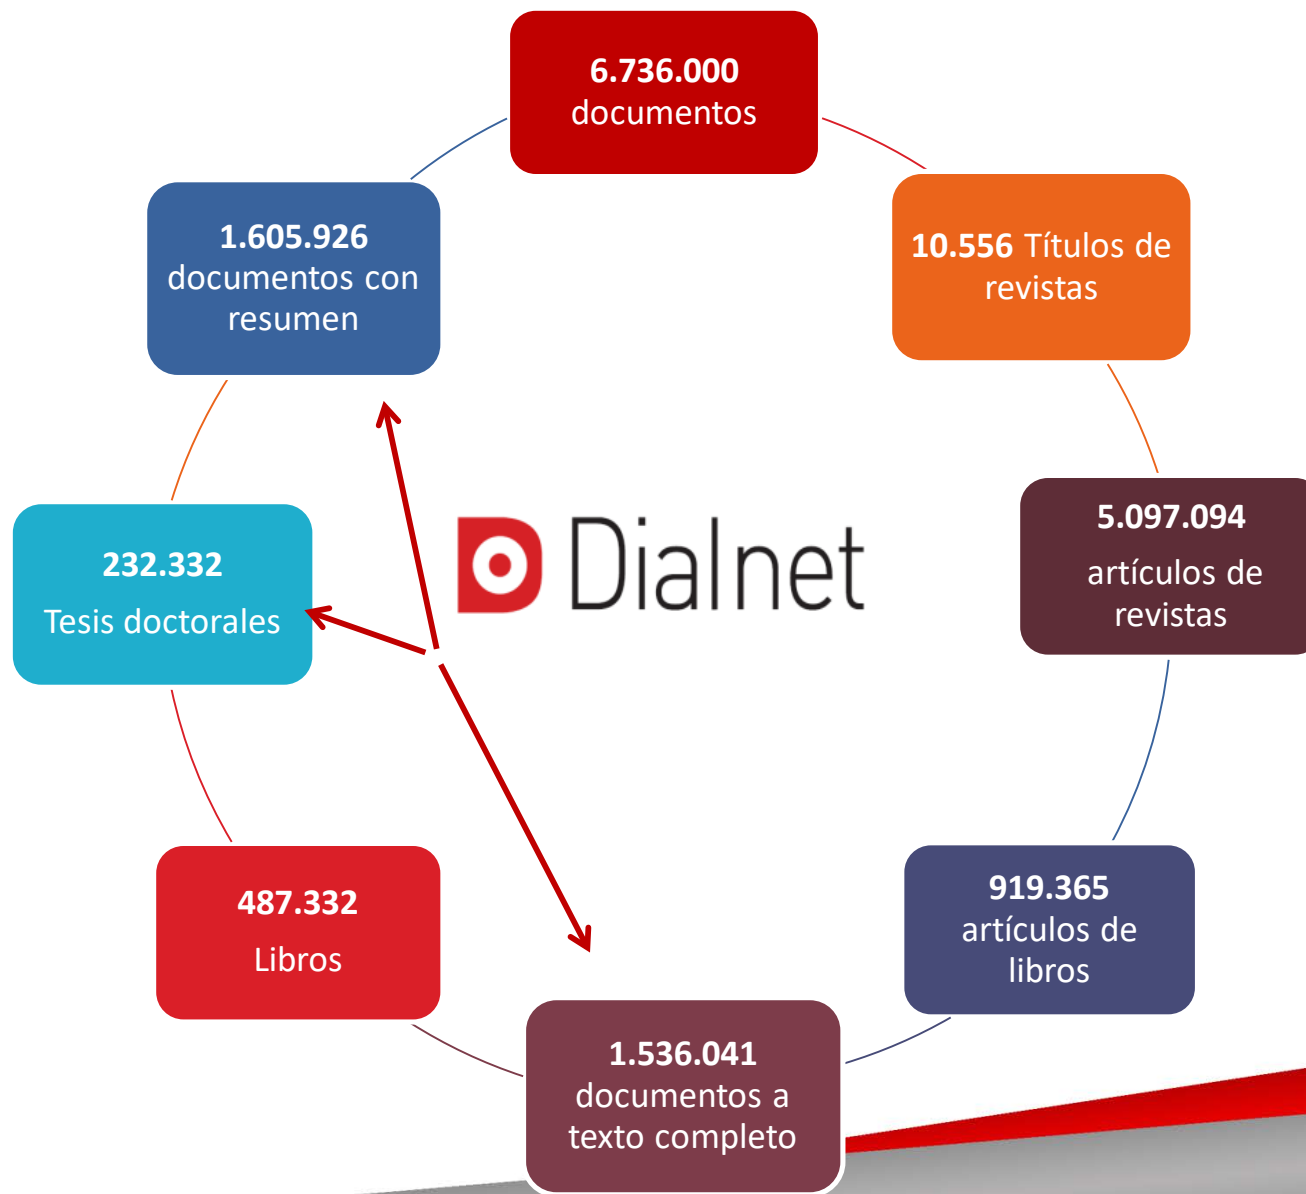 6.736.000
documentos
10.556 Títulos de
revistas
5.097.094
artículos de
revistas
919.365
artículos de
libros
1.536.041
documentos a
texto completo
487.332
Libros
232.332
Tesis doctorales
1.605.926
documentos con
resumen
Dialnet